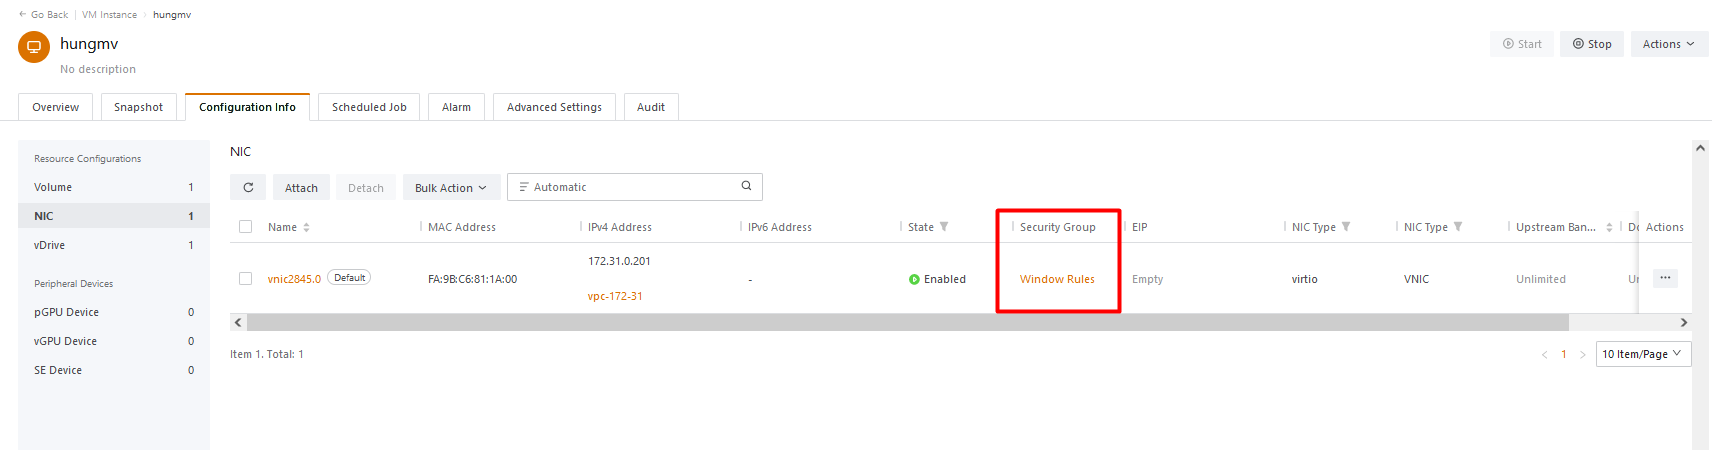 Go Back | VM Instance > hungmv
hungmv
No description
Start
Stop
Actions
Overview
Snapshot
Configuration Info
Scheduled Job
Alarm
Advanced Settings
Audit
Resource Configurations
Volume 1
NIC 1
vDrive 1
Peripheral Devices
pGPU Device 0
vGPU Device 0
SE Device 0
NIC
Attach
Detach
Bulk Action
Automatic
Name MAC Address IPv4 Address IPv6 Address State Security Group EIP NIC Type NIC Type Upstream Ban... Actions
172.31.0.201
vnic2845.0 Default FA:9B:C6:81:1A:00 - Enabled Window Rules Empty virtio VNIC Unlimited ...
vpc-172-31
Item 1. Total: 1
< 1 >
10 Item/Page